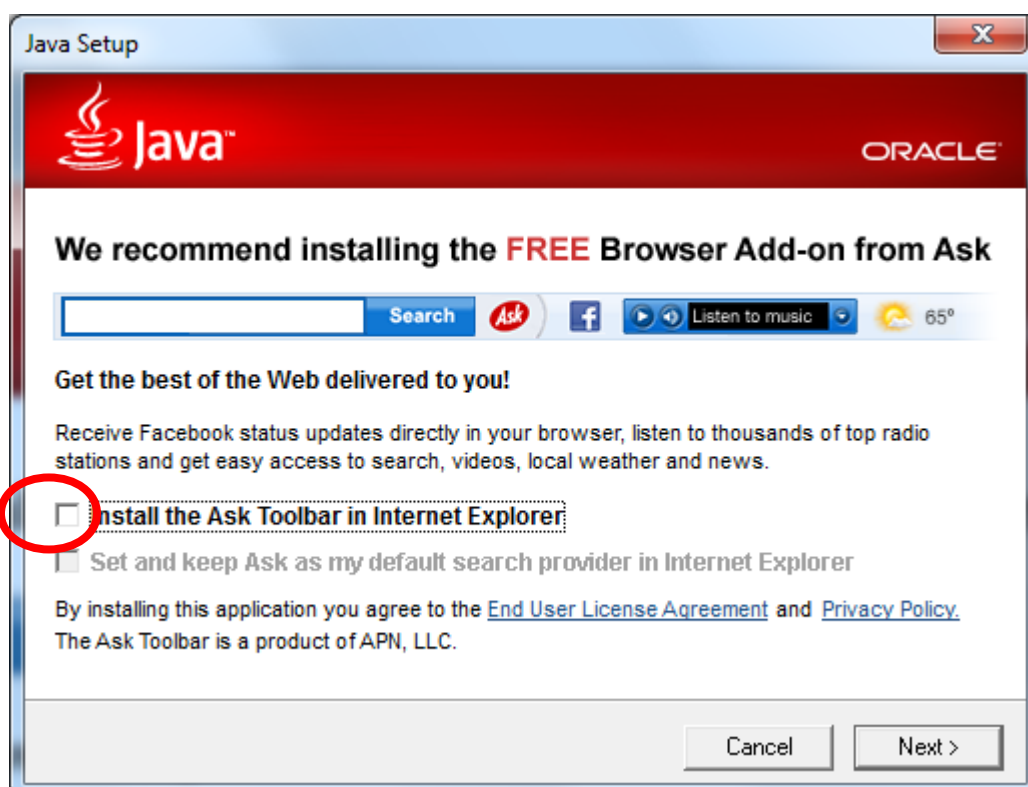 Java Setup
Java™
ORACLE
We recommend installing the FREE Browser Add-on from Ask
Search Ask f Listen to music 65°
Get the best of the Web delivered to you!
Receive Facebook status updates directly in your browser, listen to thousands of top radio
stations and get easy access to search, videos, local weather and news.
Install the Ask Toolbar in Internet Explorer
Set and keep Ask as my default search provider in Internet Explorer
By installing this application you agree to the End User License Agreement and Privacy Policy.
The Ask Toolbar is a product of APN, LLC.
Cancel Next >